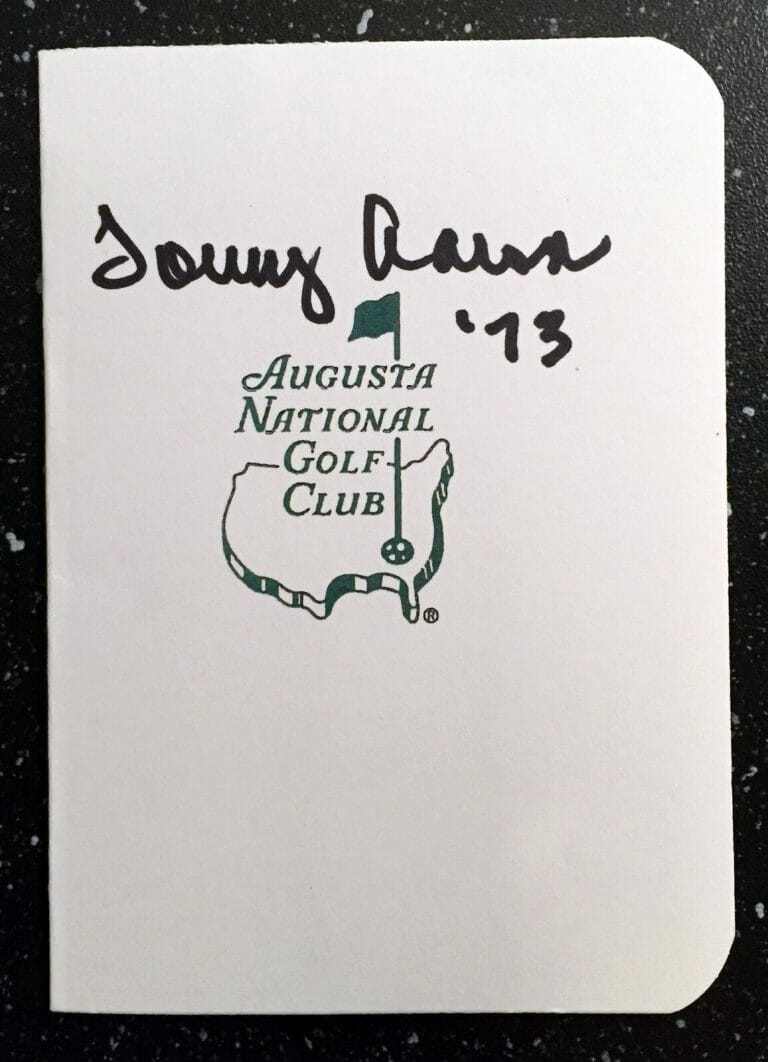 Tommy Aaron
'73
AUGUSTA
NATIONAL
GOLF
CLUB
®